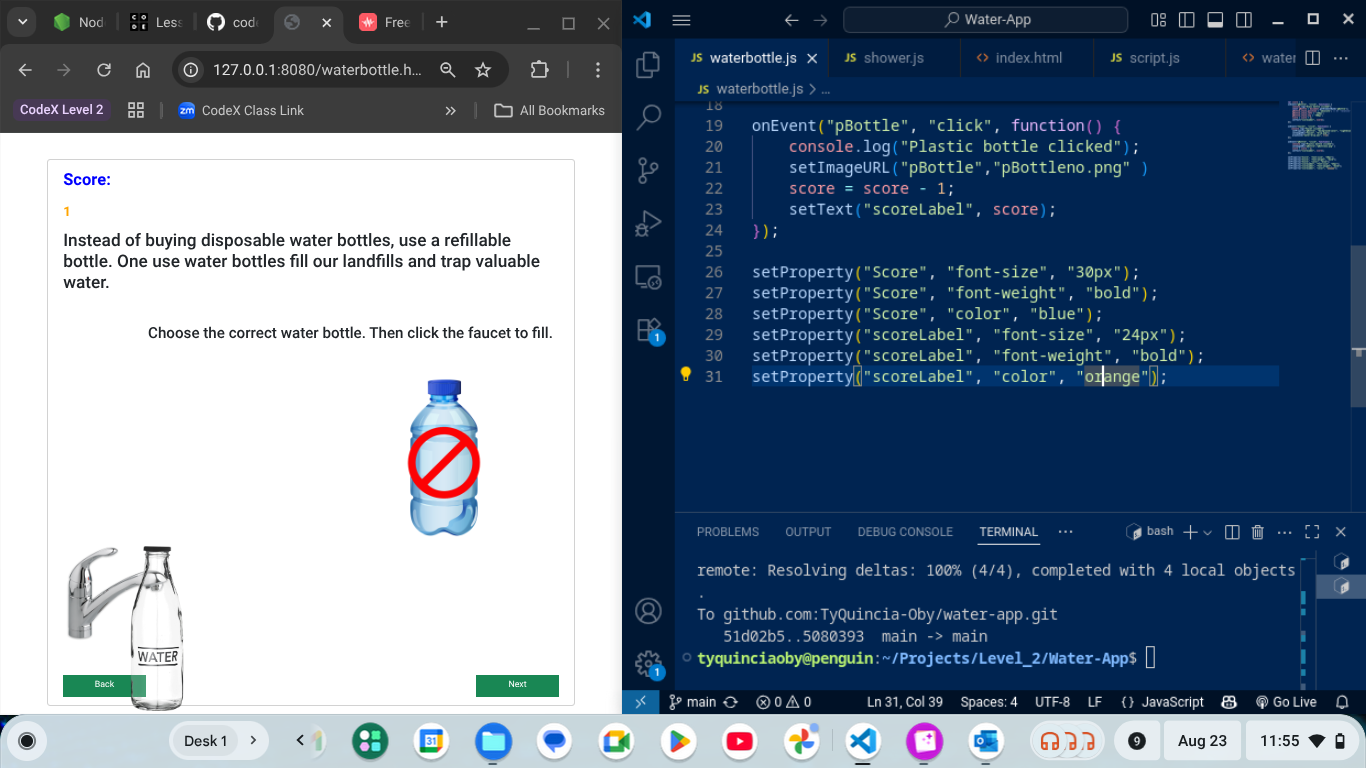 Nod
Less
code
Free
127.0.0.1:8080/waterbottle.h...
CodeX Level 2
zm
CodeX Class Link
All Bookmarks
Score:
1
Instead of buying disposable water bottles, use a refillable
bottle. One use water bottles fill our landfills and trap valuable
water.
Choose the correct water bottle. Then click the faucet to fill.
WATER
Back
Next
Water-App
JS waterbottle.js
JS shower.js
<> index.html
JS script.js
<> water
JS waterbottle.js > ...
18
19 onEvent("pBottle", "click", function() {
20 console.log("Plastic bottle clicked");
21 setImageURL("pBottle","pBottleno.png" )
22 score = score - 1;
23 setText("scoreLabel", score);
24 });
25
26 setProperty("Score", "font-size", "30px");
27 setProperty("Score", "font-weight", "bold");
28 setProperty("Score", "color", "blue");
29 setProperty("scoreLabel", "font-size", "24px");
30 setProperty("scoreLabel", "font-weight", "bold");
31 setProperty("scoreLabel", "color", "orange");
1
1
PROBLEMS OUTPUT DEBUG CONSOLE TERMINAL ... bash
remote: Resolving deltas: 100% (4/4), completed with 4 local objects
.
To github.com:TyQuincia-Oby/water-app.git
51d02b5..5080393 main -> main
tyquinciaoby@penguin:~/Projects/Level_2/Water-App$
main 0 0 Ln 31, Col 39 Spaces: 4 UTF-8 LF {} JavaScript Go Live
Desk 1
31
9
Aug 23
11:55